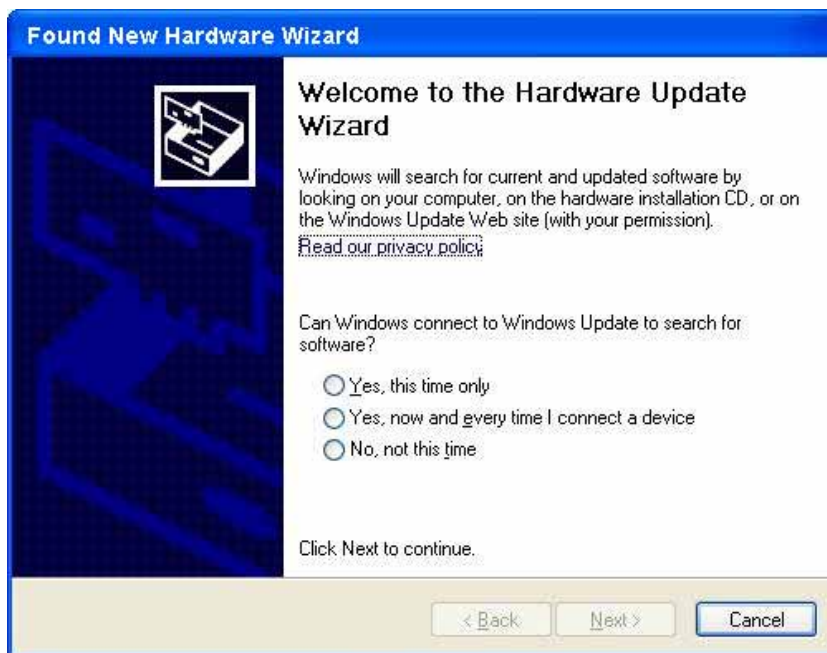 Found New Hardware Wizard
Welcome to the Hardware Update
Wizard
Windows will search for current and updated software by
looking on your computer, on the hardware installation CD, or on
the Windows Update Web site (with your permission).
Read our privacy policy
Can Windows connect to Windows Update to search for
software?
Yes, this time only
Yes, now and every time I connect a device
No, not this time
Click Next to continue.
< Back
Next >
Cancel